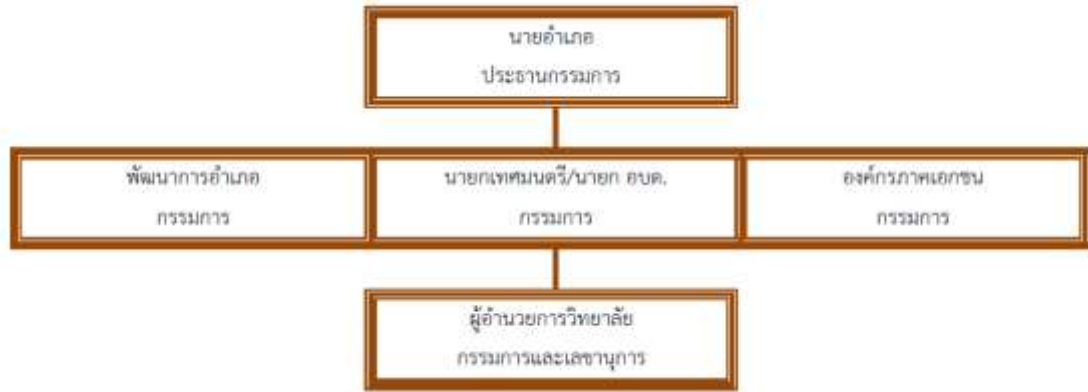 นายอำเภอ
ประธานกรรมการ
พัฒนาการอำเภอ
กรรมการ
นายกเทศมนตรี/นายก อบต.
กรรมการ
องค์กรภาคเอกชน
กรรมการ
ผู้อำนวยการวิทยาลัย
กรรมการและเลขานุการ